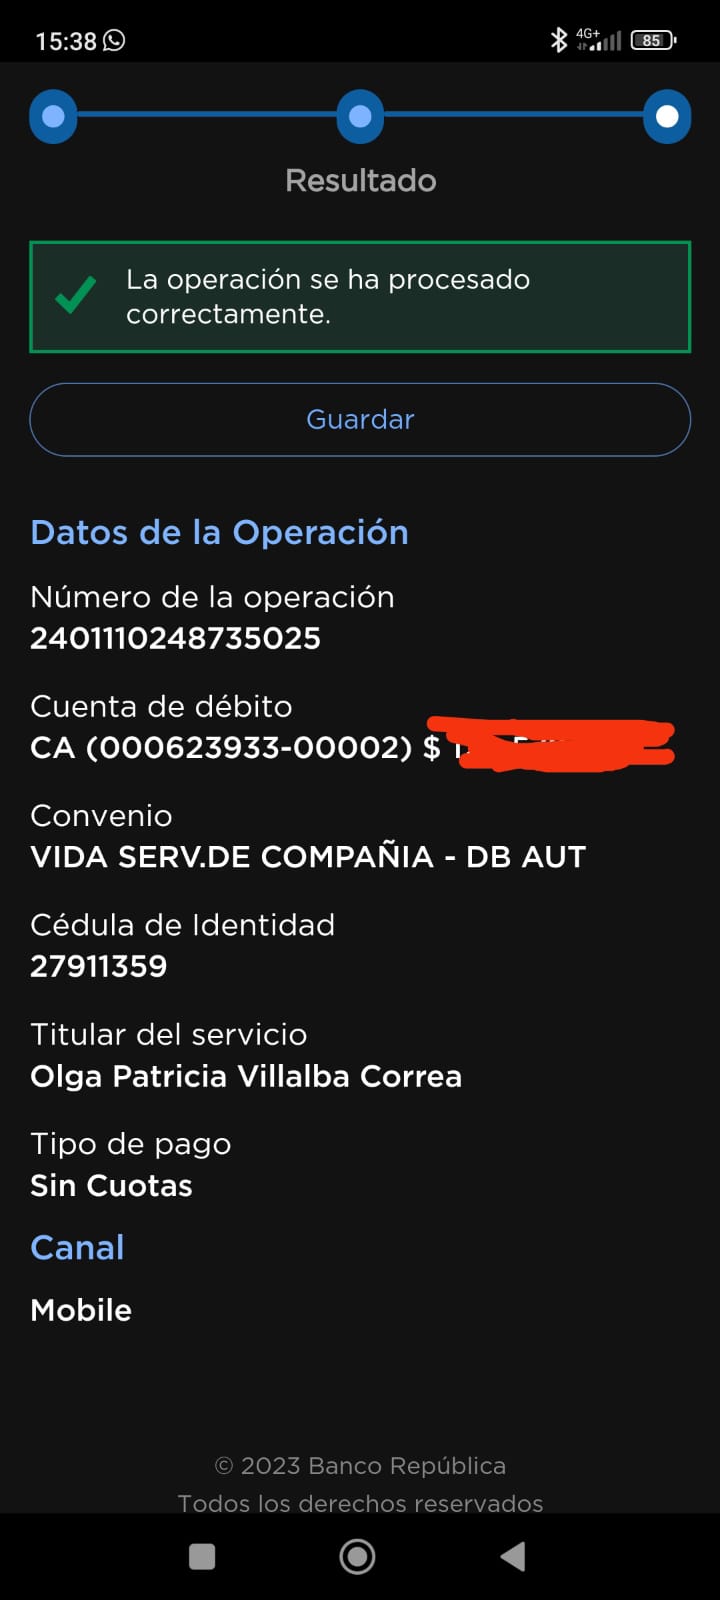 15:38
4G+
85
Resultado
La operación se ha procesado
correctamente.
Guardar
Datos de la Operación
Número de la operación
2401110248735025
Cuenta de débito
CA (000623933-00002) $
Convenio
VIDA SERV.DE COMPAÑIA - DB AUT
Cédula de Identidad
27911359
Titular del servicio
Olga Patricia Villalba Correa
Tipo de pago
Sin Cuotas
Canal
Mobile
© 2023 Banco República
Todos los derechos reservados